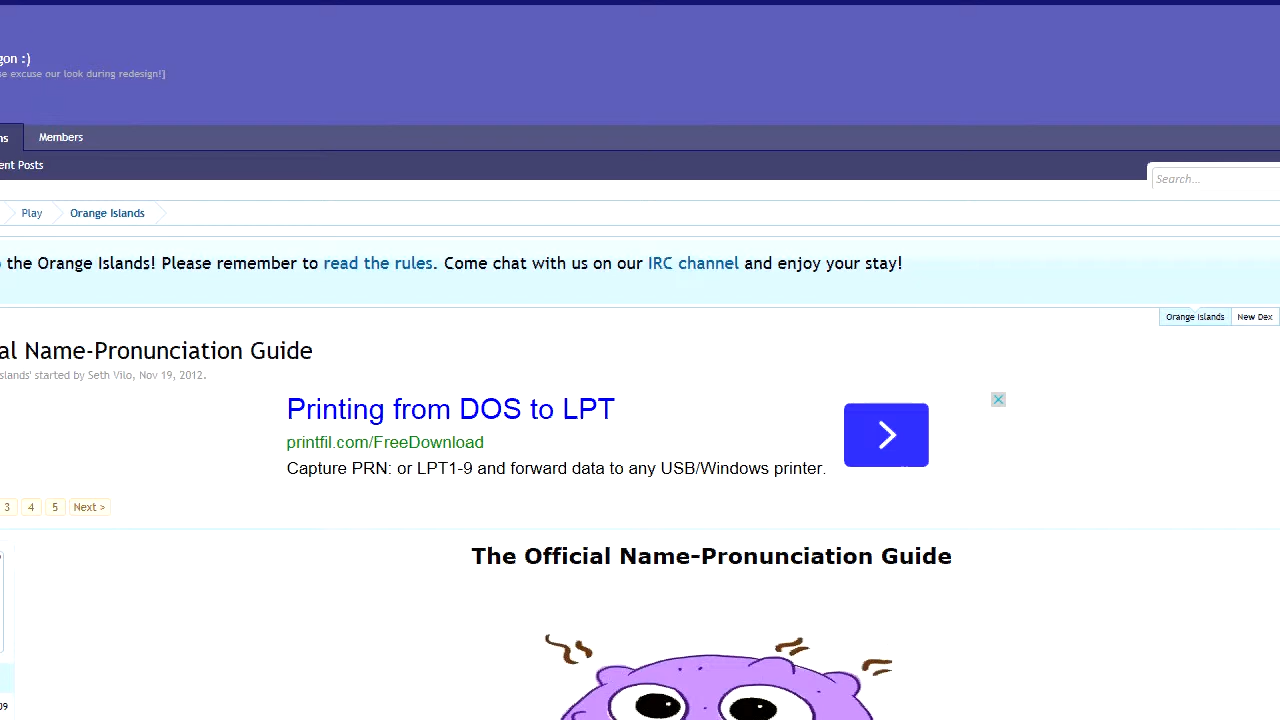 gon :)
se excuse our look during redesign!]
ns
Members
ent Posts
Search...
Play
Orange Islands
the Orange Islands! Please remember to read the rules. Come chat with us on our IRC channel and enjoy your stay!
Orange Islands
New Dex
al Name-Pronunciation Guide
slands' started by Seth Vilo, Nov 19, 2012.
Printing from DOS to LPT
printfil.com/FreeDownload
Capture PRN: or LPT1-9 and forward data to any USB/Windows printer.
3 4 5 Next >
The Official Name-Pronunciation Guide
09